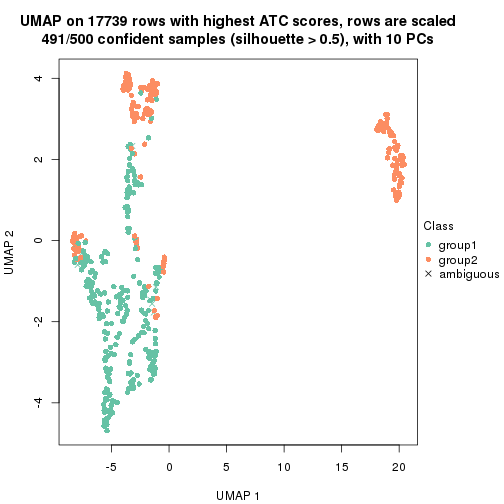 UMAP on 17739 rows with highest ATC scores, rows are scaled
491/500 confident samples (silhouette > 0.5), with 10 PCs
4
2
0
-2
-4
UMAP 2
-5
0
5
10
15
20
UMAP 1
Class
group1
group2
ambiguous